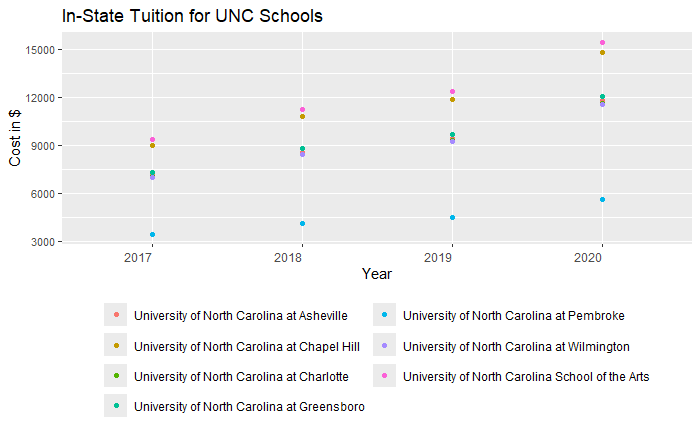 In-State Tuition for UNC Schools
15000
12000
9000
6000
3000
Cost in $
2017 2018 2019 2020
Year
University of North Carolina at Asheville
University of North Carolina at Chapel Hill
University of North Carolina at Charlotte
University of North Carolina at Greensboro
University of North Carolina at Pembroke
University of North Carolina at Wilmington
University of North Carolina School of the Arts